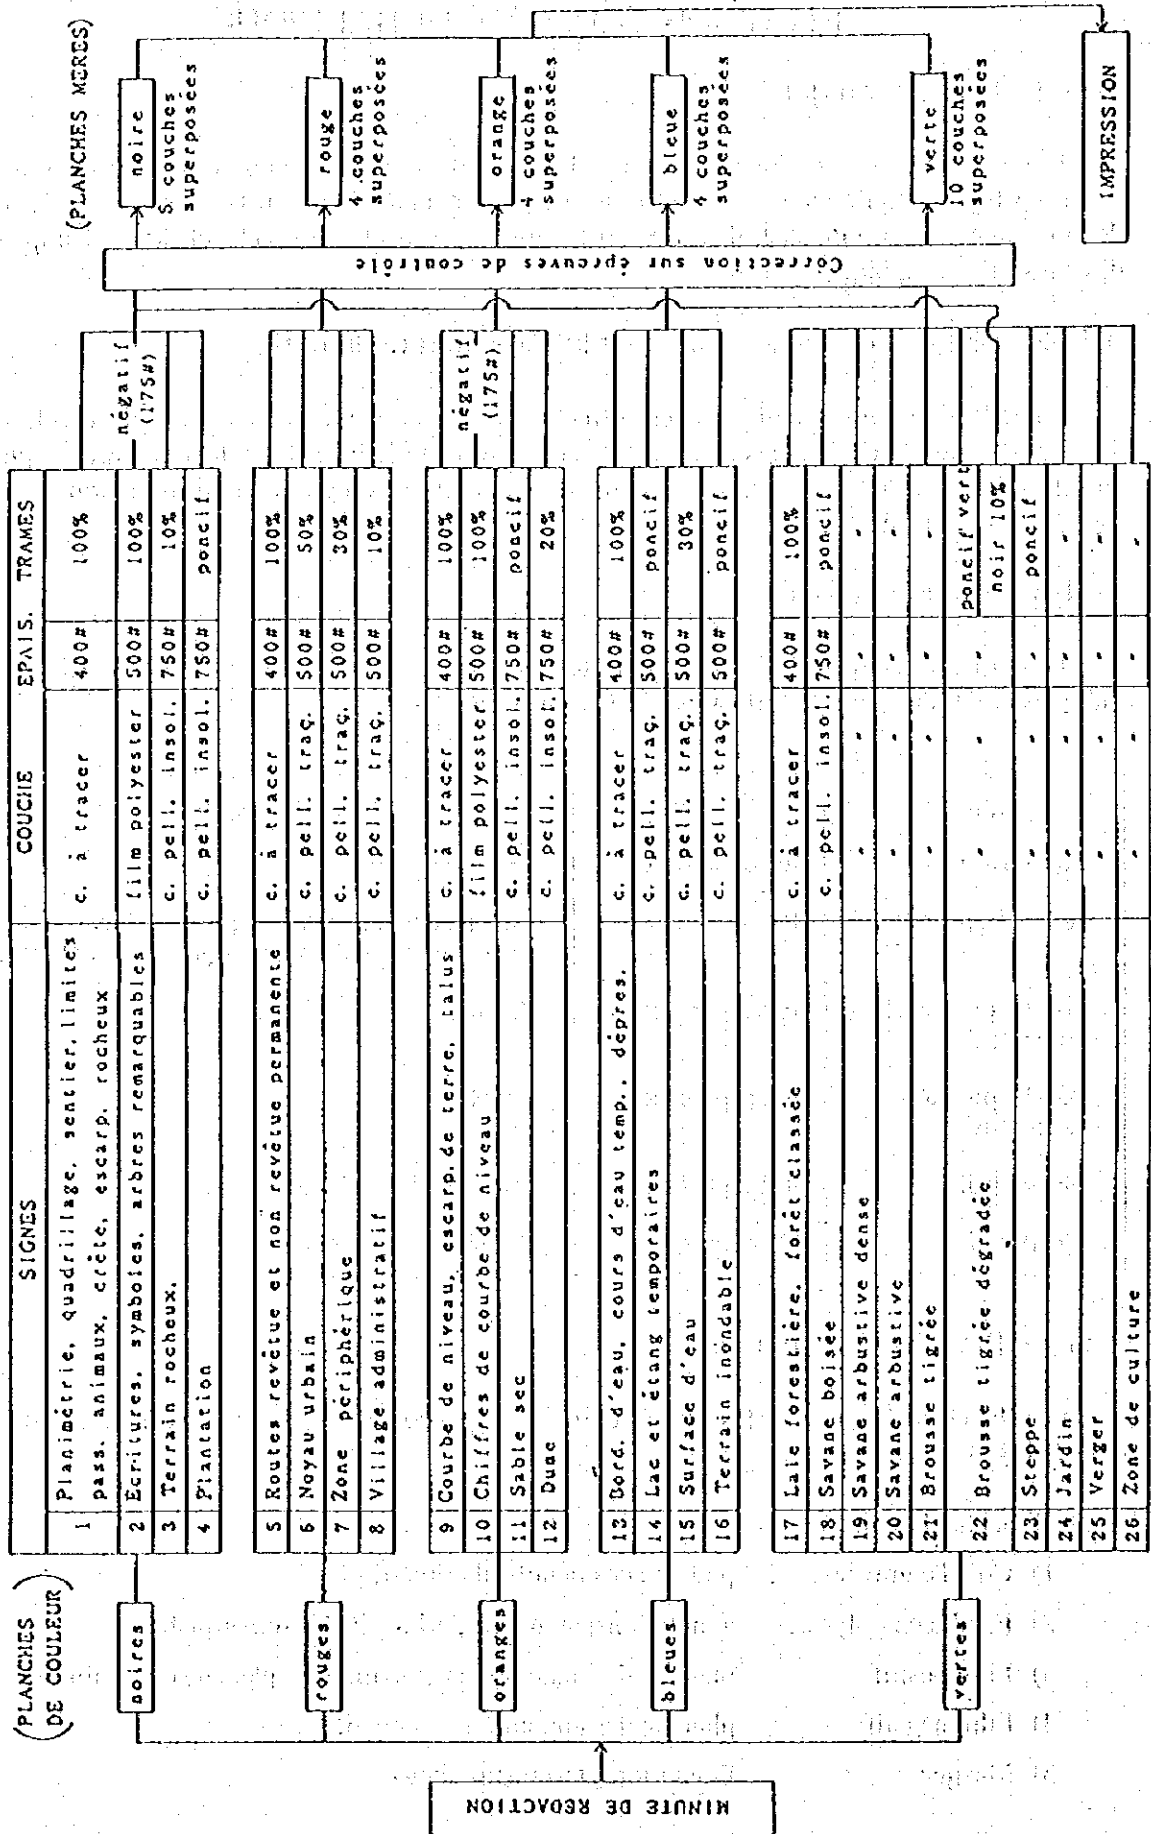 (PLANCHES
DE COULEUR)
SIGNES COUCHE EPAIS. TRAMES
(PLANCHES MERES)
MINUTE DE REDACTION
noires
1 Planimétrie, quadrillage, sentier, limites c. à tracer 400# 100%
pass. animaux, crête, escarp. rocheux
2 Ecritures, symboles, arbres remarquables film polyester 500# 100%
3 Terrain rocheux. c. pell. insol. 750# 10%
4 Plantation c. pell. insol. 750# poncif
négatif
(175#)
noire
5 couches
superposées
rouges
5 Routes revêtue et non revêtue permanente c. à tracer 400# 100%
6 Noyau urbain c. pell. traç. 500# 50%
7 Zone périphérique c. pell. traç. 500# 30%
8 Village administratif c. pell. traç. 500# 10%
rouge
4 couches
superposées
oranges
9 Courbe de niveau, escarp. de terre, talus c. à tracer 400# 100%
10 Chiffres de courbe de niveau film polyester 500# 100%
11 Sable sec c. pell. insol. 750# poncif
12 Dune c. pell. insol. 750# 20%
négatif
(175#)
orange
4 couches
superposées
bleues
13 Bord. d'eau, cours d'eau temp. dépres. c. à tracer 400# 100%
14 Lac et étang temporaires c. pell. traç. 500# poncif
15 Surface d'eau c. pell. traç. 500# 30%
16 Terrain inondable c. pell. traç. 500# poncif
bleue
4 couches
superposées
vertes
17 Laie forestière, forêt classée c. à tracer 400# 100%
18 Savane boisée c. pell. insol. 750# poncif
19 Savane arbustive dense - - - -
20 Savane arbustive - - - -
21 Brousse tigrée - - - -
22 Brousse tigrée dégradée - - - poncif vert
noir 10%
23 Steppe - - - poncif
24 Jardin - - - -
25 Verger - - - -
26 Zone de culture - - - -
verte
10 couches
superposées
Correction sur épreuves de contrôle
IMPRESSION